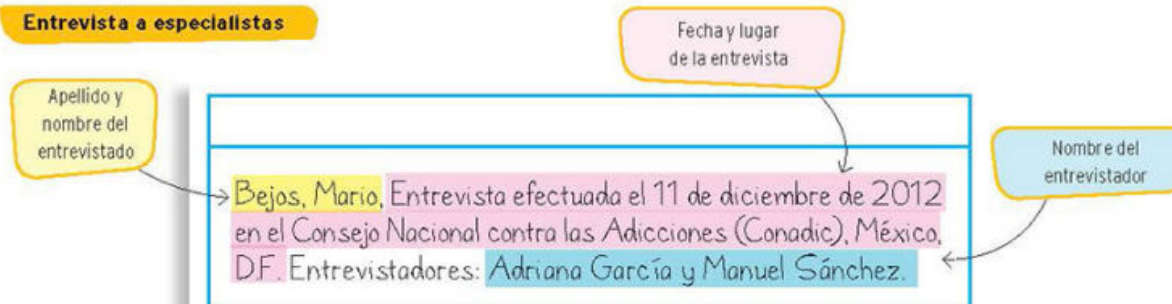 Entrevista a especialistas
Fecha y lugar
de la entrevista
Apellido y
nombre del
entrevistado
Nombre del
entrevistador
Bejos, Mario, Entrevista efectuada el 11 de diciembre de 2012
en el Consejo Nacional contra las Adicciones (Conadic), México,
D.F. Entrevistadores: Adriana García y Manuel Sánchez.